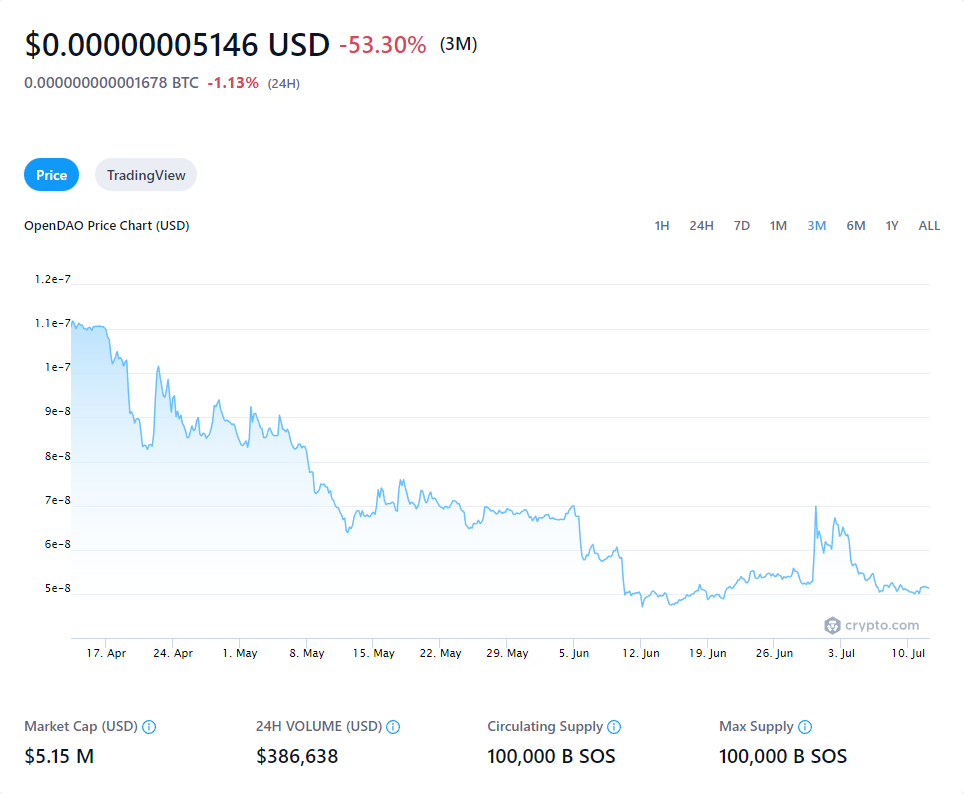 $0.00000005146 USD -53.30% (3M)
0.000000000001678 BTC -1.13% (24H)
Price TradingView
OpenDAO Price Chart (USD) 1H 24H 7D 1M 3M 6M 1Y ALL
1.2e-7
1.1e-7
1e-7
9e-8
8e-8
7e-8
6e-8
5e-8
crypto.com
17. Apr 24. Apr 1. May 8. May 15. May 22. May 29. May 5. Jun 12. Jun 19. Jun 26. Jun 3. Jul 10. Jul
Market Cap (USD) 24H VOLUME (USD) Circulating Supply Max Supply
$5.15 M $386,638 100,000 B SOS 100,000 B SOS